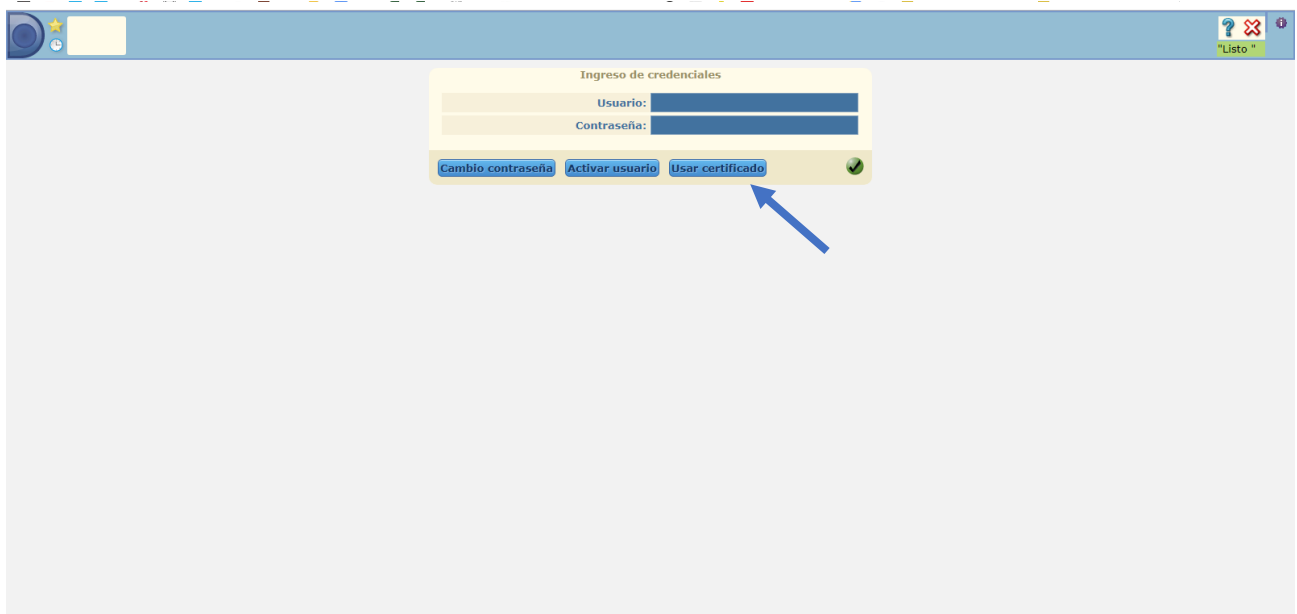 "Listo "
Ingreso de credenciales
Usuario:
Contraseña:
Cambio contraseña Activar usuario Usar certificado